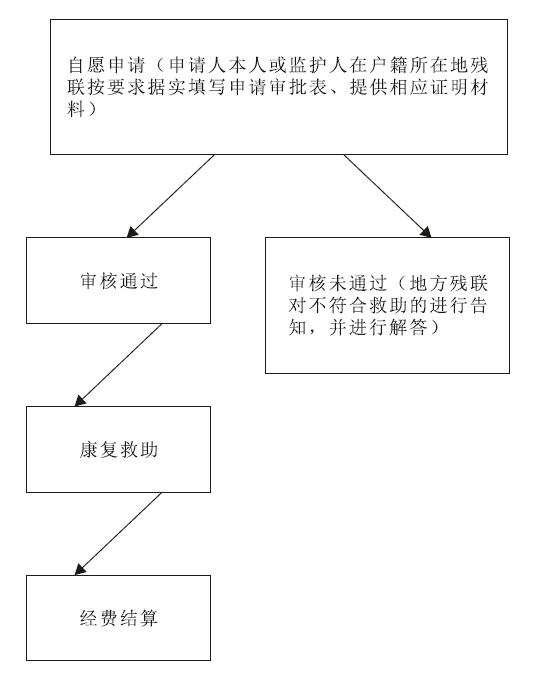 自愿申请（申请人本人或监护人在户籍所在地残
联按要求据实填写申请审批表、提供相应证明材
料）
审核通过
审核未通过（地方残联
对不符合救助的进行告
知，并进行解答）
康复救助
经费结算